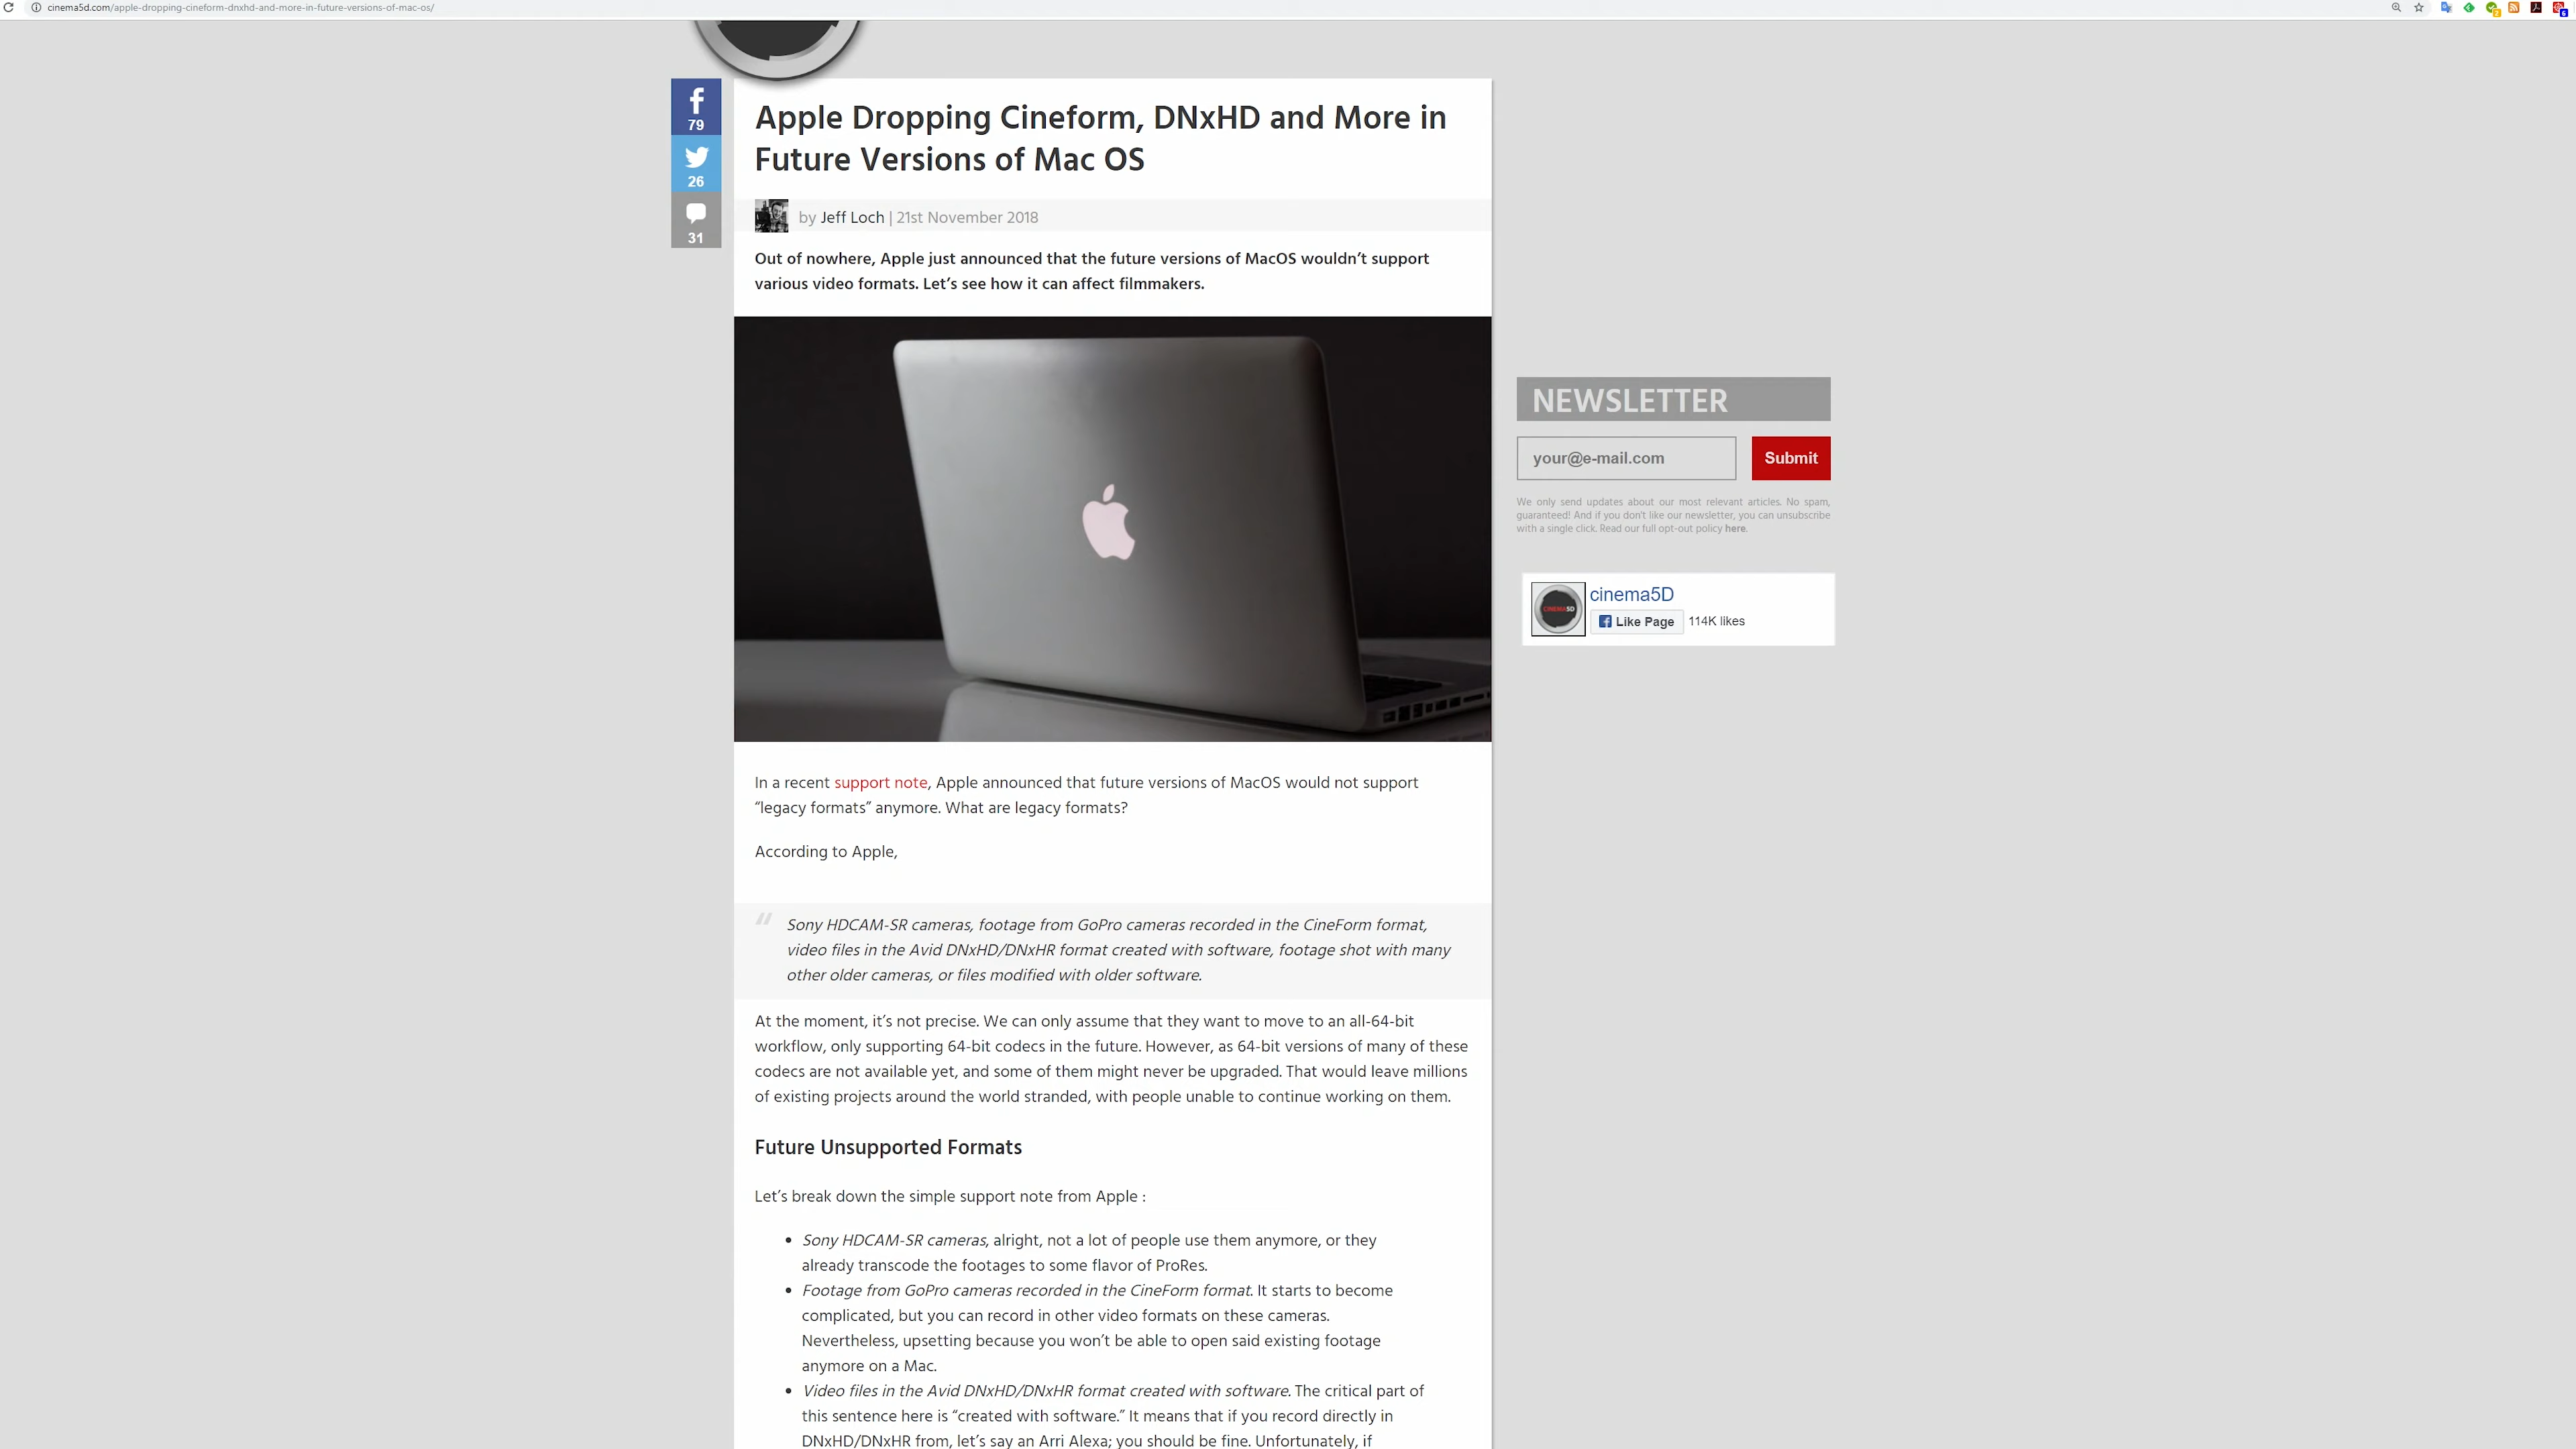 cinema5d.com/apple-dropping-cineform-dnxhd-and-more-in-future-versions-of-mac-os/
79
26
31
Apple Dropping Cineform, DNxHD and More in
Future Versions of Mac OS
by Jeff Loch | 21st November 2018
Out of nowhere, Apple just announced that the future versions of MacOS wouldn’t support
various video formats. Let’s see how it can affect filmmakers.
In a recent support note, Apple announced that future versions of MacOS would not support
“legacy formats” anymore. What are legacy formats?
According to Apple,
“ Sony HDCAM-SR cameras, footage from GoPro cameras recorded in the CineForm format,
video files in the Avid DNxHD/DNxHR format created with software, footage shot with many
other older cameras, or files modified with older software.
At the moment, it’s not precise. We can only assume that they want to move to an all-64-bit
workflow, only supporting 64-bit codecs in the future. However, as 64-bit versions of many of these
codecs are not available yet, and some of them might never be upgraded. That would leave millions
of existing projects around the world stranded, with people unable to continue working on them.
Future Unsupported Formats
Let’s break down the simple support note from Apple :
• Sony HDCAM-SR cameras, alright, not a lot of people use them anymore, or they
already transcode the footages to some flavor of ProRes.
• Footage from GoPro cameras recorded in the CineForm format. It starts to become
complicated, but you can record in other video formats on these cameras.
Nevertheless, upsetting because you won’t be able to open said existing footage
anymore on a Mac.
• Video files in the Avid DNxHD/DNxHR format created with software. The critical part of
this sentence here is “created with software.” It means that if you record directly in
DNxHD/DNxHR from, let’s say an Arri Alexa; you should be fine. Unfortunately, if
NEWSLETTER
your@e-mail.com
Submit
We only send updates about our most relevant articles. No spam,
guaranteed! And if you don’t like our newsletter, you can unsubscribe
with a single click. Read our full opt-out policy here.
CINEMA5D
cinema5D
Like Page
114K likes